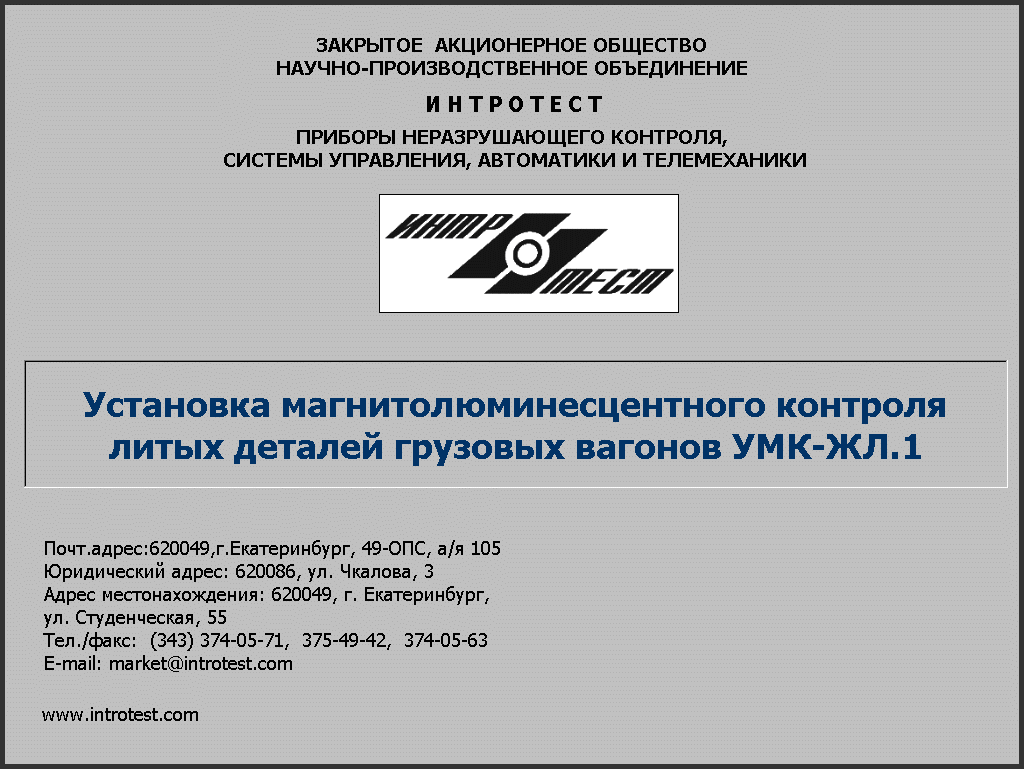 ЗАКРЫТОЕ АКЦИОНЕРНОЕ ОБЩЕСТВО
НАУЧНО-ПРОИЗВОДСТВЕННОЕ ОБЪЕДИНЕНИЕ
И Н Т Р О Т Е С Т
ПРИБОРЫ НЕРАЗРУШАЮЩЕГО КОНТРОЛЯ,
СИСТЕМЫ УПРАВЛЕНИЯ, АВТОМАТИКИ И ТЕЛЕМЕХАНИКИ
ИНТР
ТЕСТ
Установка магнитолюминесцентного контроля
литых деталей грузовых вагонов УМК-ЖЛ.1
Почт.адрес:620049,г.Екатеринбург, 49-ОПС, а/я 105
Юридический адрес: 620086, ул. Чкалова, 3
Адрес местонахождения: 620049, г. Екатеринбург,
ул. Студенческая, 55
Тел./факс: (343) 374-05-71, 375-49-42, 374-05-63
E-mail: market@introtest.com
www.introtest.com